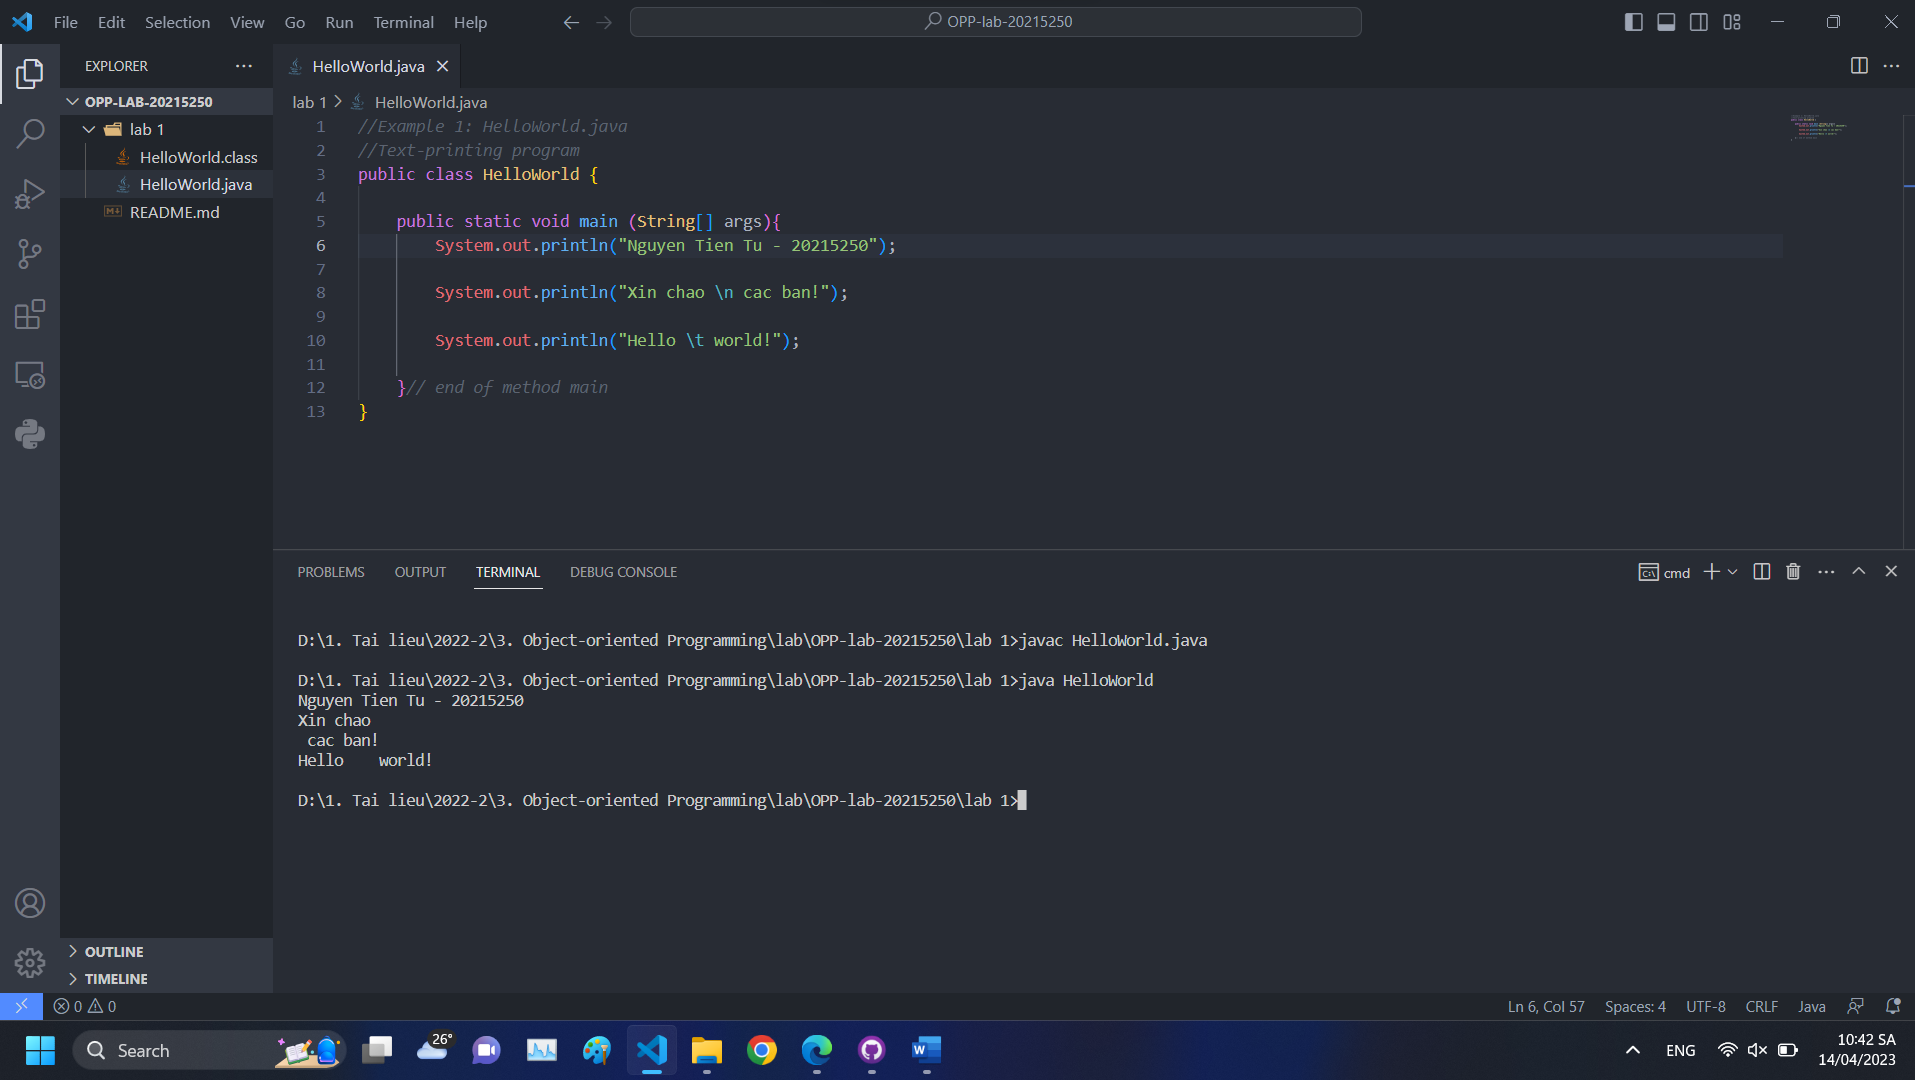 File Edit Selection View Go Run Terminal Help
OPP-lab-20215250
EXPLORER
OPP-LAB-20215250
lab 1
HelloWorld.class
HelloWorld.java
README.md
OUTLINE
TIMELINE
HelloWorld.java
lab 1 > HelloWorld.java
1 //Example 1: HelloWorld.java
2 //Text-printing program
3 public class HelloWorld {
4
5 public static void main (String[] args){
6 System.out.println("Nguyen Tien Tu - 20215250");
7
8 System.out.println("Xin chao \n cac ban!");
9
10 System.out.println("Hello \t world!");
11
12 }// end of method main
13 }
PROBLEMS OUTPUT TERMINAL DEBUG CONSOLE
cmd
D:\1. Tai lieu\2022-2\3. Object-oriented Programming\lab\OPP-lab-20215250\lab 1>javac HelloWorld.java
D:\1. Tai lieu\2022-2\3. Object-oriented Programming\lab\OPP-lab-20215250\lab 1>java HelloWorld
Nguyen Tien Tu - 20215250
Xin chao
cac ban!
Hello world!
D:\1. Tai lieu\2022-2\3. Object-oriented Programming\lab\OPP-lab-20215250\lab 1>
0 0
Ln 6, Col 57 Spaces: 4 UTF-8 CRLF Java
Search
26°
ENG
10:42 SA
14/04/2023